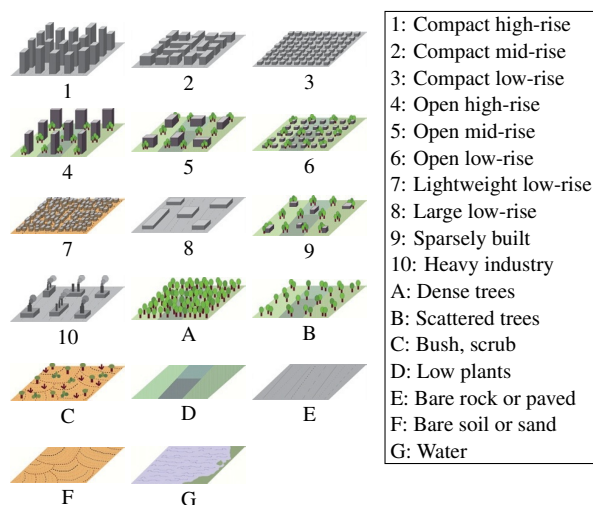 1
2
3
4
5
6
7
8
9
10
A
B
C
D
E
F
G
1: Compact high-rise
2: Compact mid-rise
3: Compact low-rise
4: Open high-rise
5: Open mid-rise
6: Open low-rise
7: Lightweight low-rise
8: Large low-rise
9: Sparsely built
10: Heavy industry
A: Dense trees
B: Scattered trees
C: Bush, scrub
D: Low plants
E: Bare rock or paved
F: Bare soil or sand
G: Water